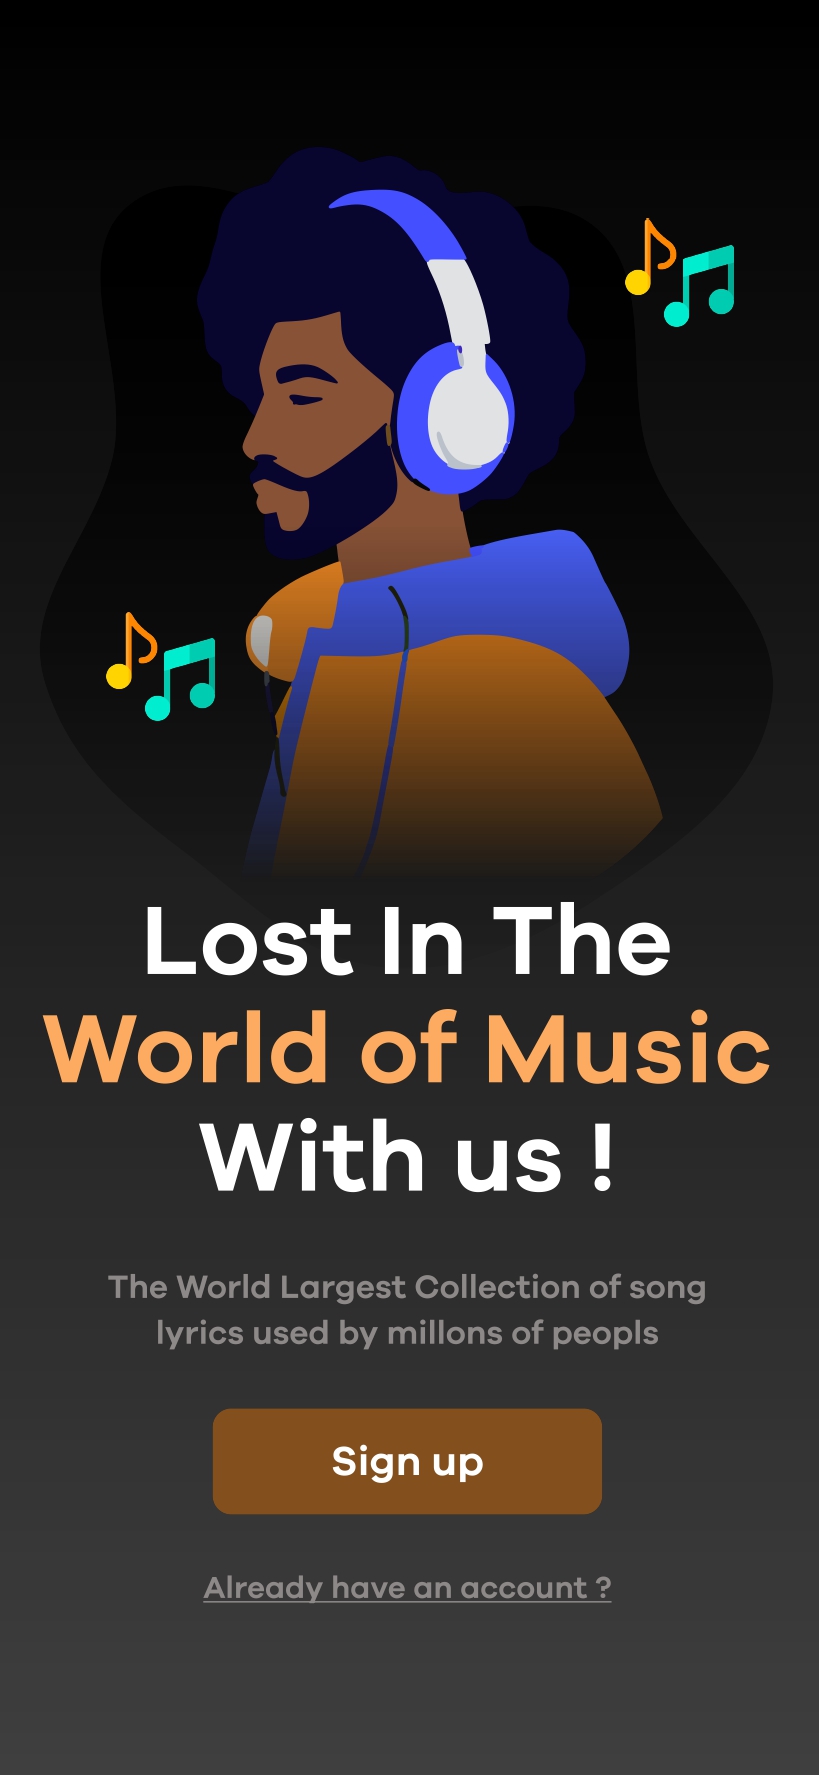 Lost In The
World of Music
With us !
The World Largest Collection of song
lyrics used by millons of peopls
Sign up
Already have an account ?